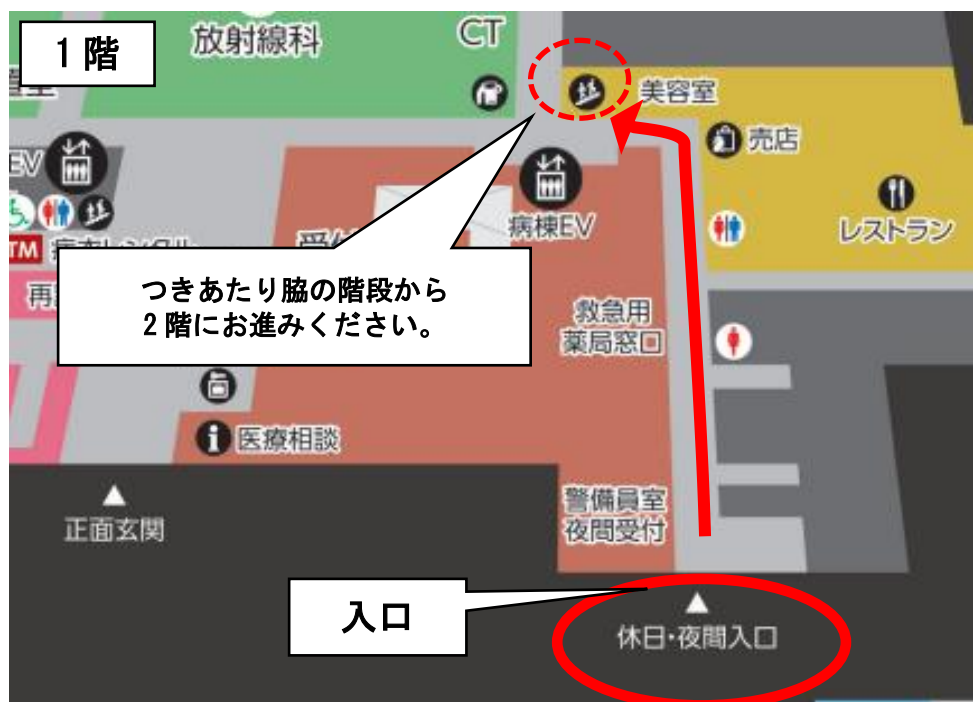 1階
放射線科
CT
美容室
売店
EV
病棟EV
レストラン
つきあたり脇の階段から
2階にお進みください。
救急用
薬局窓口
医療相談
警備員室
夜間受付
正面玄関
入口
休日・夜間入口